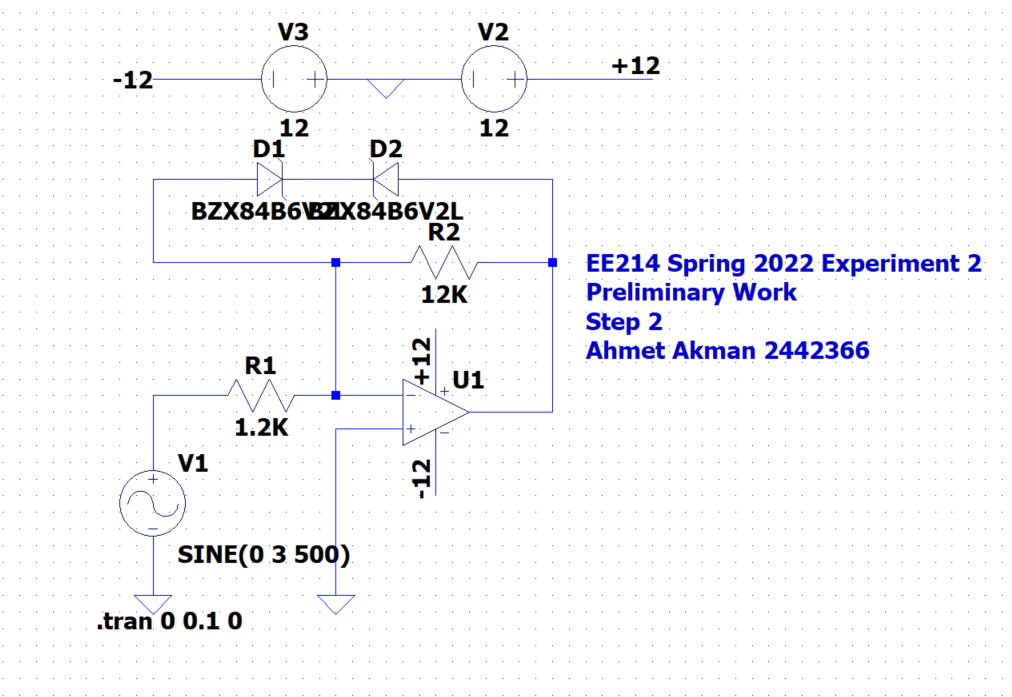 V3
V2
-12
+12
12
12
D1
D2
BZX84B6V2L
BZX84B6V2L
R2
12K
EE214 Spring 2022 Experiment 2
Preliminary Work
Step 2
Ahmet Akman 2442366
+12
R1
U1
1.2K
-12
V1
SINE(0 3 500)
.tran 0 0.1 0